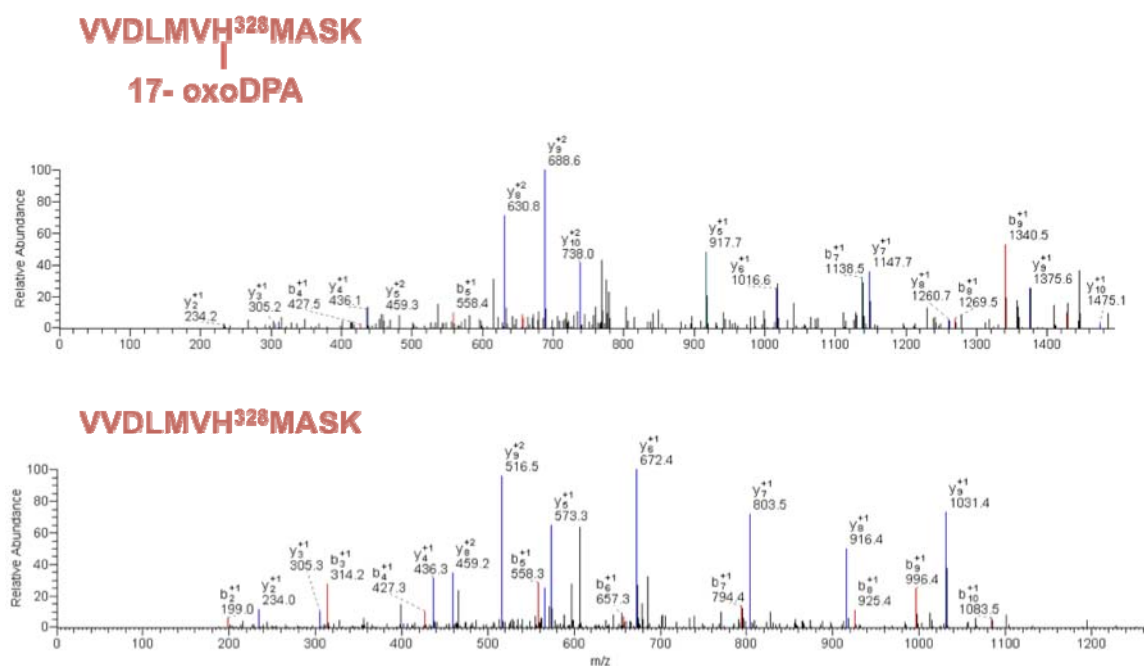 VVDLMVH³²⁸MASK
17- oxoDPA
Relative Abundance
100
80
60
40
20
0
y₂⁺¹ 234.2
y₃⁺¹ 305.2
b₄⁺¹ 427.5
y₄⁺¹ 436.1
y₅⁺² 459.3
b₅⁺¹ 558.4
y₈⁺² 630.8
y₉⁺² 688.6
y₁₀⁺² 738.0
y₅⁺¹ 917.7
y₆⁺¹ 1016.6
b₇⁺¹ 1138.5
y₇⁺¹ 1147.7
y₈⁺¹ 1260.7
b₈⁺¹ 1269.5
b₉⁺¹ 1340.5
y₉⁺¹ 1375.6
y₁₀⁺¹ 1475.1
0 100 200 300 400 500 600 700 800 900 1000 1100 1200 1300 1400
VVDLMVH³²⁸MASK
Relative Abundance
100
80
60
40
20
0
b₂⁺¹ 199.0
y₂⁺¹ 234.0
y₃⁺¹ 305.3
b₃⁺¹ 314.2
b₄⁺¹ 427.3
y₄⁺¹ 436.3
y₈⁺² 459.2
y₉⁺² 516.5
b₅⁺¹ 558.3
y₅⁺¹ 573.3
b₆⁺¹ 657.3
y₆⁺¹ 672.4
b₇⁺¹ 794.4
y₇⁺¹ 803.5
y₈⁺¹ 916.4
b₈⁺¹ 925.4
b₉⁺¹ 996.4
y₉⁺¹ 1031.4
b₁₀⁺¹ 1083.5
0 100 200 300 400 500 600 700 800 900 1000 1100 1200
m/z